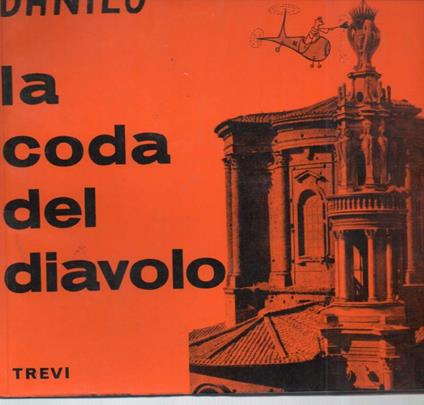 DANILO
la
coda
del
diavolo
TREVI